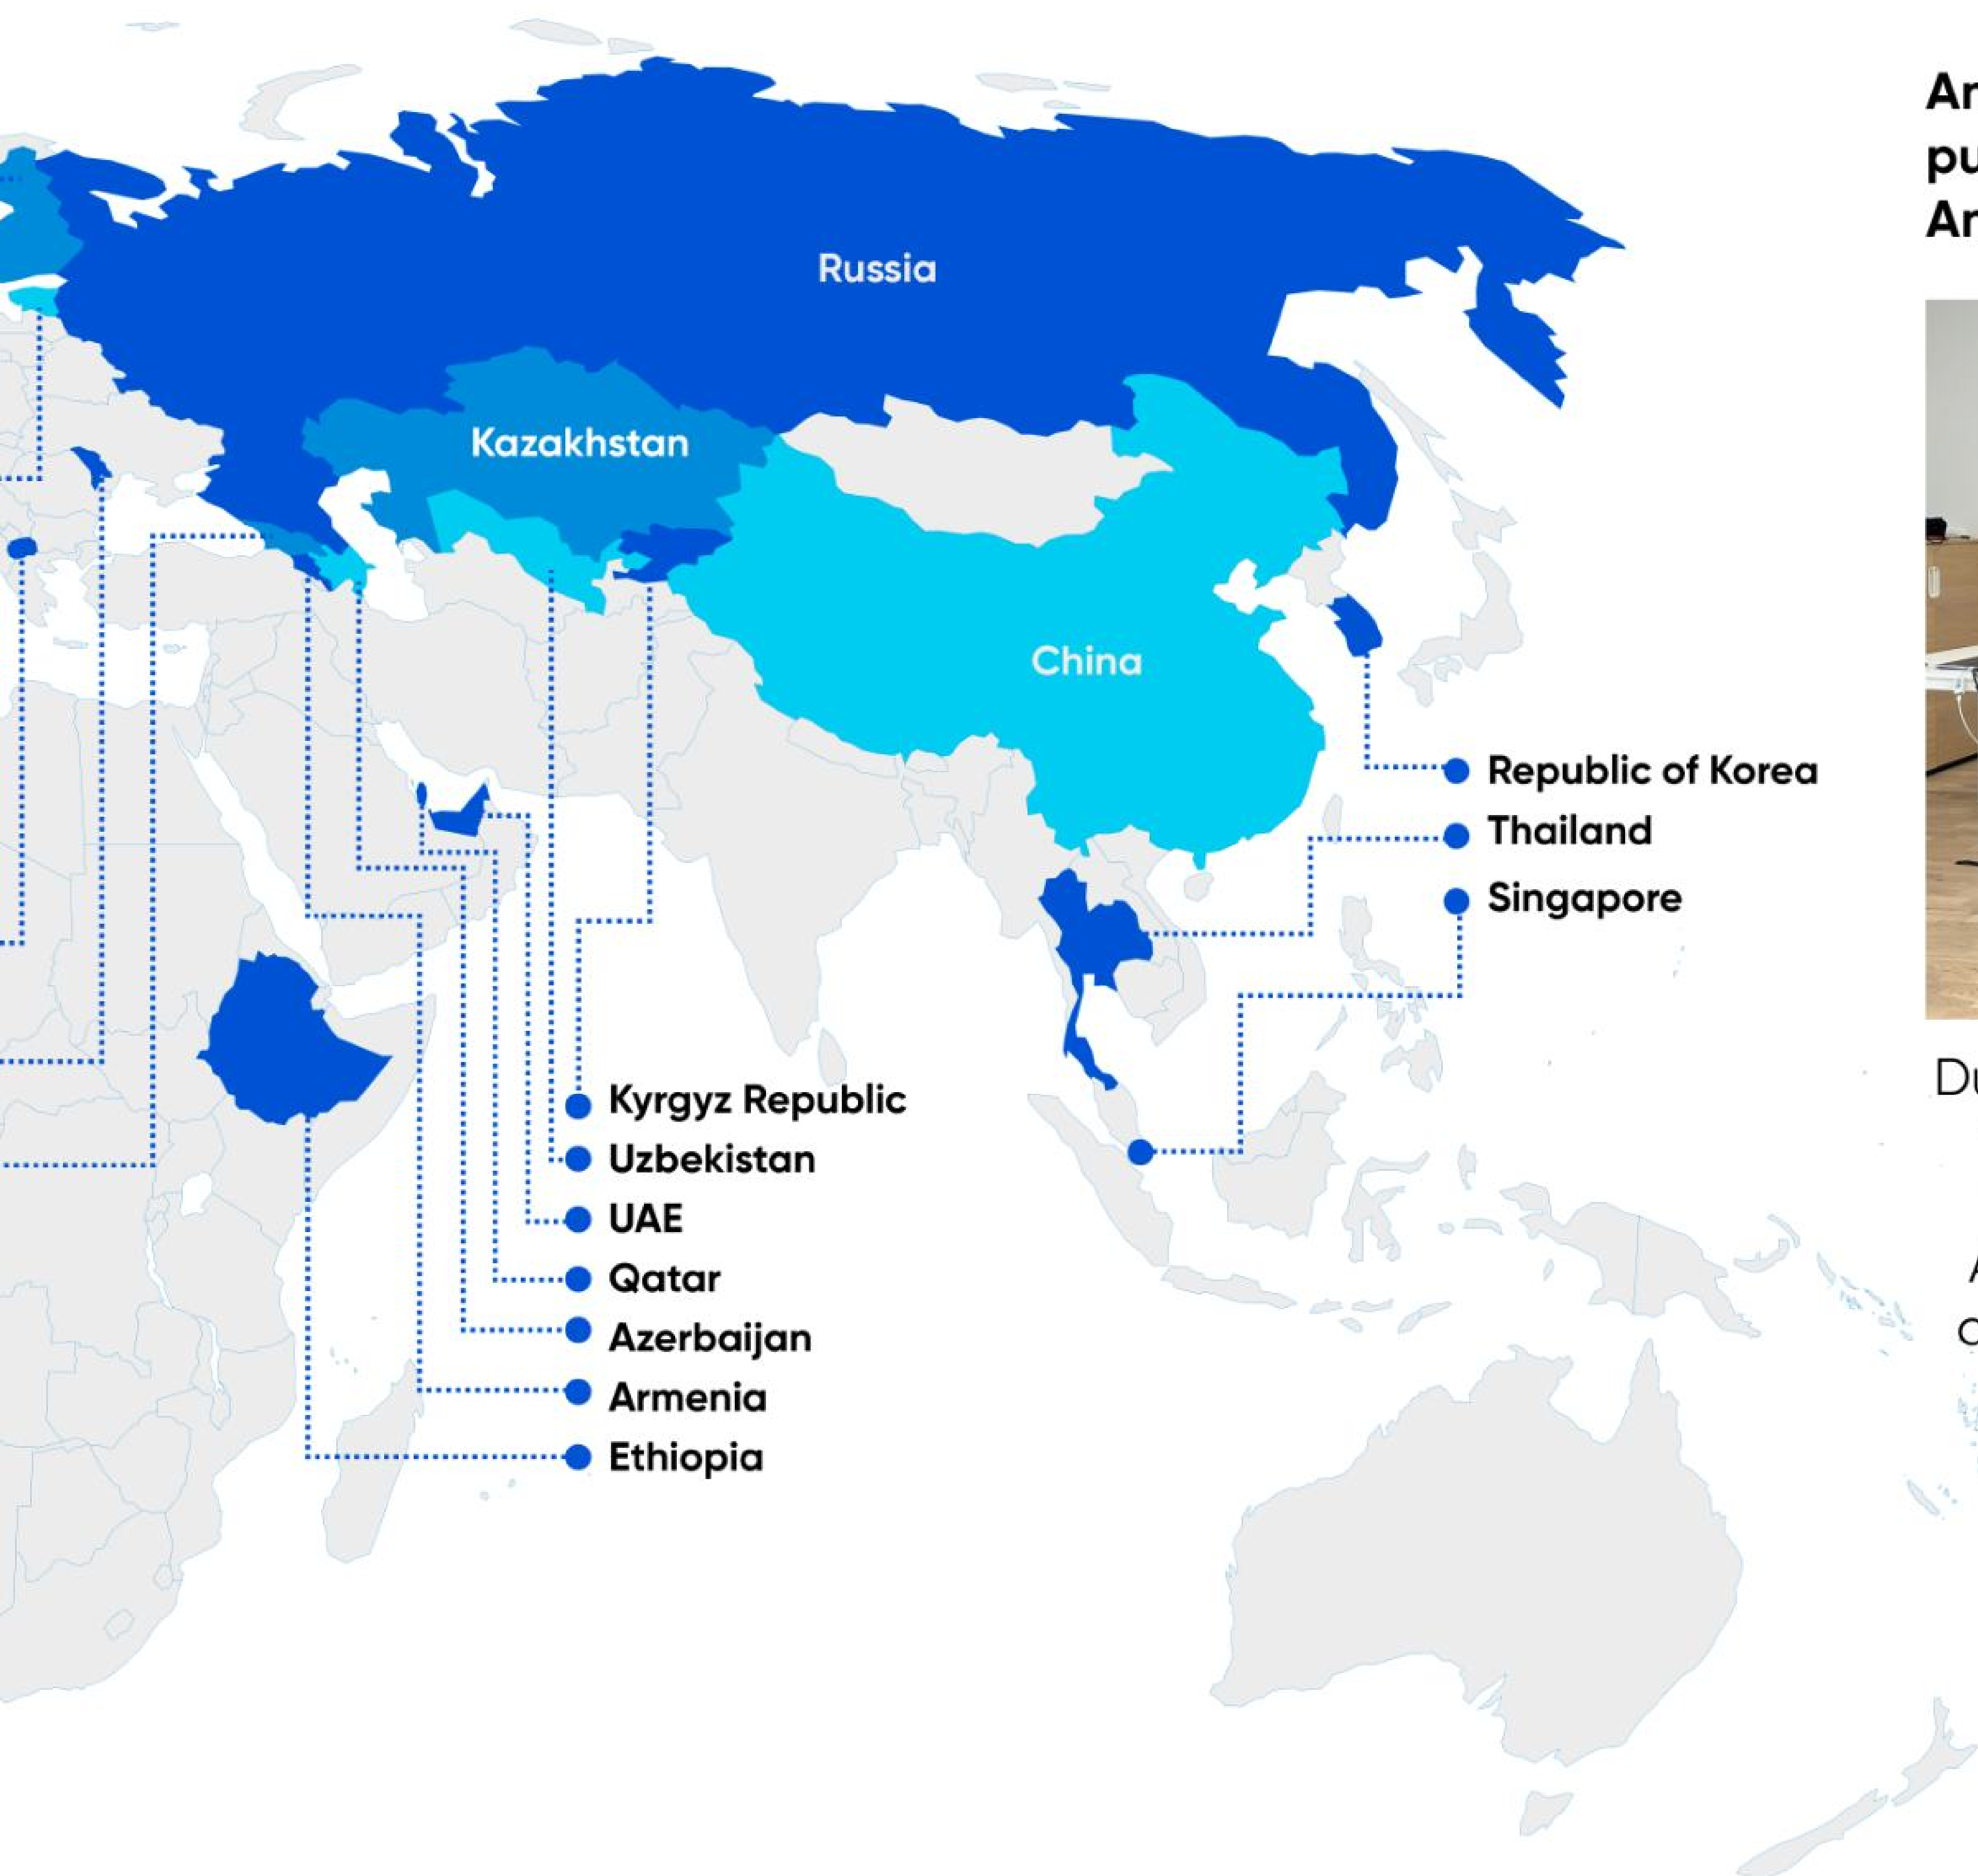 Russia
Kazakhstan
China
Republic of Korea
Thailand
Singapore
Kyrgyz Republic
Uzbekistan
UAE
Qatar
Azerbaijan
Armenia
Ethiopia